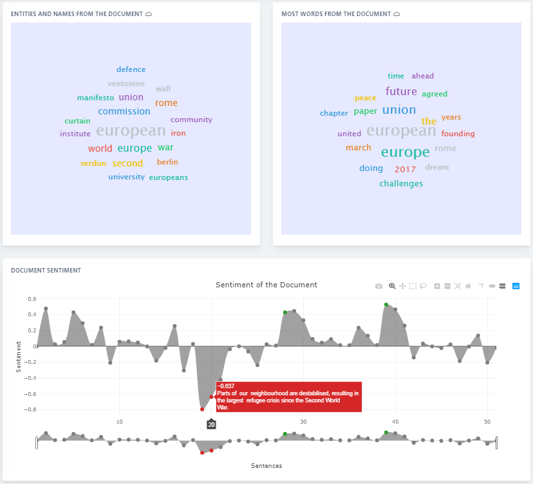 ENTITIES AND NAMES FROM THE DOCUMENT
MOST WORDS FROM THE DOCUMENT
defence
ventotene wall
manifesto union rome
commission
curtain community
european
institute iron
world europe war
verdun second berlin
university europeans
time ahead
future
peace agreed
chapter paper union years
the
united european founding
march europe rome
doing 2017 dream
challenges
DOCUMENT SENTIMENT
Sentiment of the Document
0.6
0.4
0.2
0
−0.2
−0.4
−0.6
−0.8
Sentiment
−0.637
Parts of our neighbourhood are destabilised, resulting in
the largest refugee crisis since the Second World
War.
10
20
30
40
50
Sentences